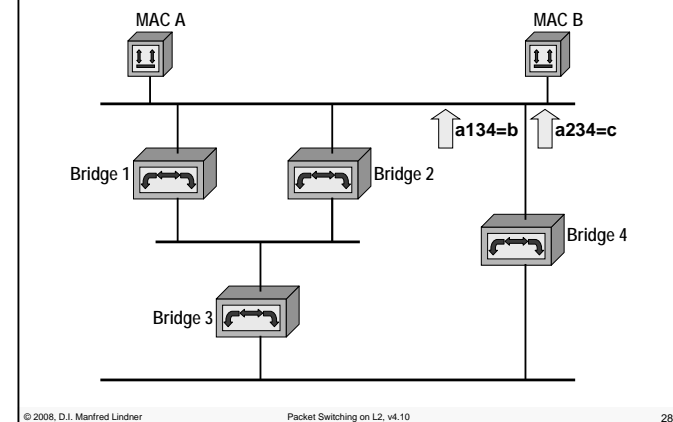 MAC A
MAC B
a134=b
a234=c
Bridge 1
Bridge 2
Bridge 4
Bridge 3
© 2008, D.I. Manfred Lindner
Packet Switching on L2, v4.10
28